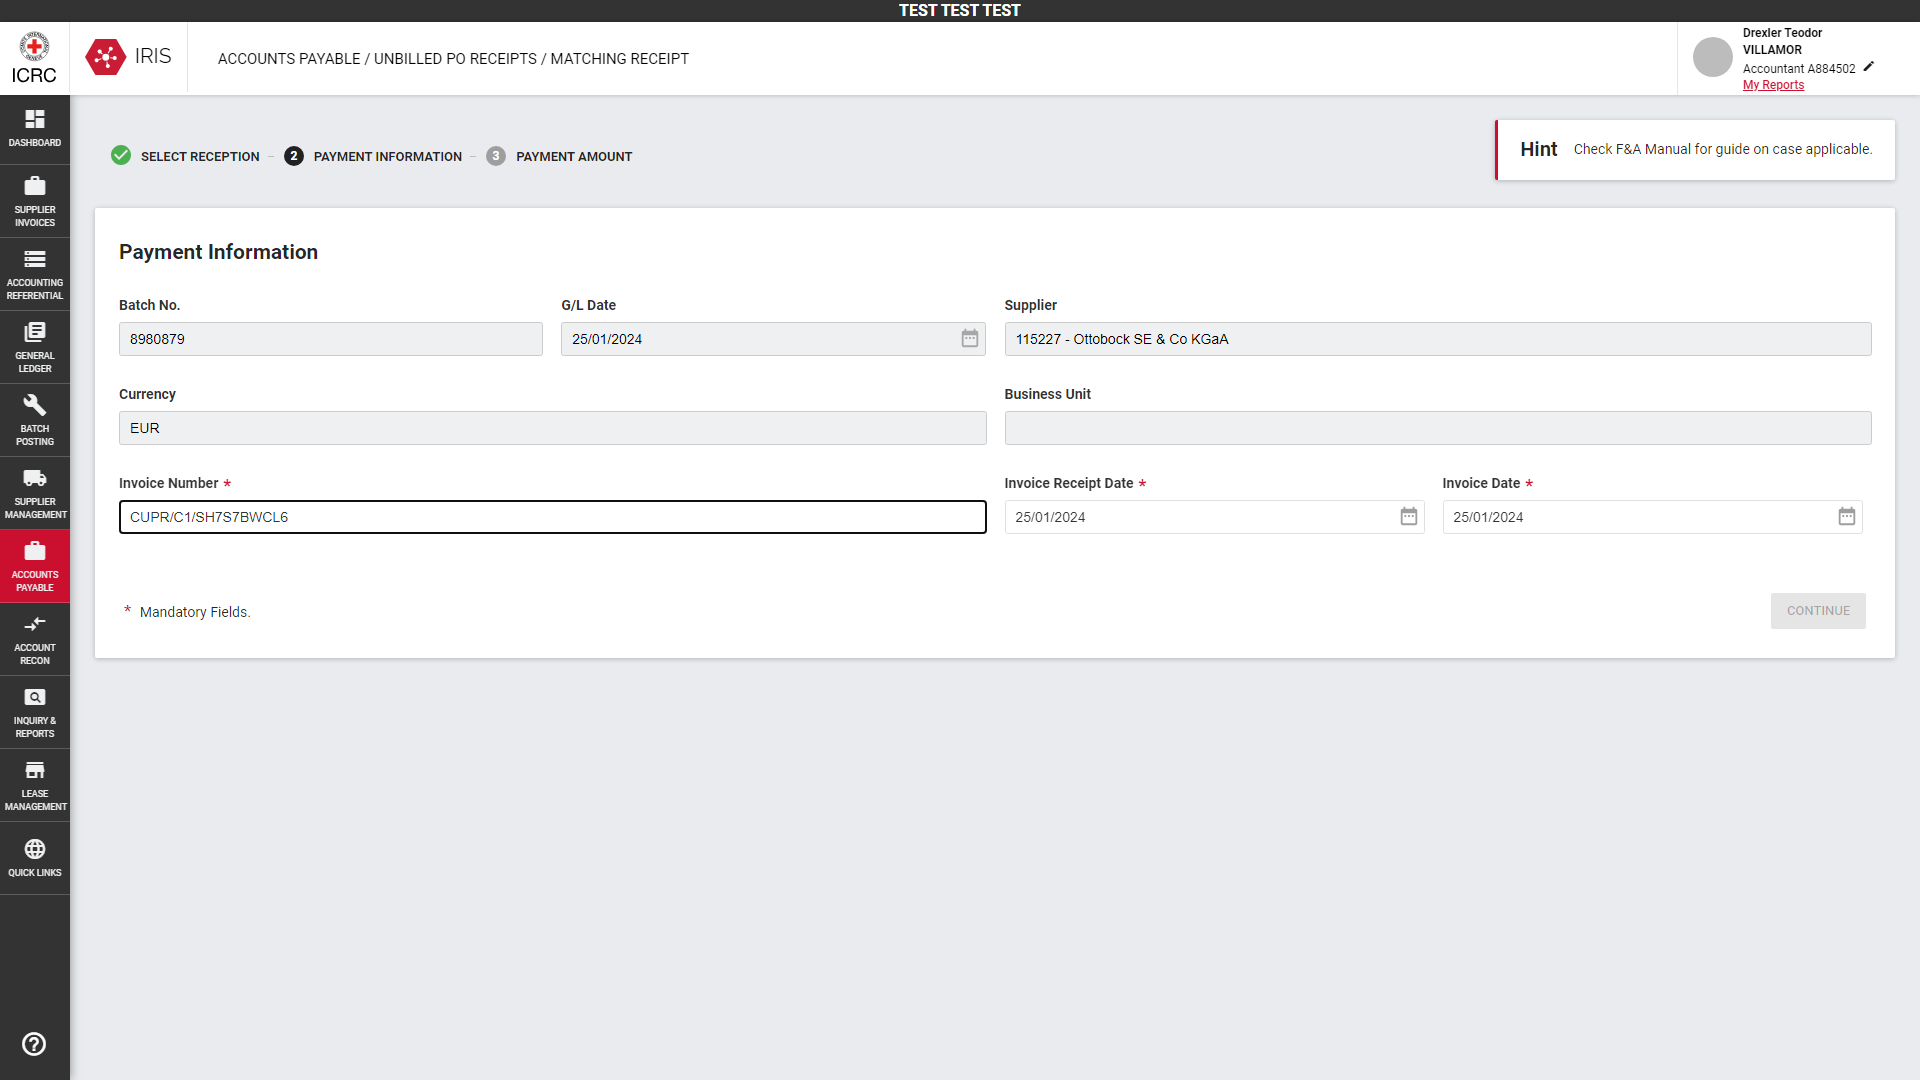 TEST TEST TEST
ICRC
IRIS
ACCOUNTS PAYABLE / UNBILLED PO RECEIPTS / MATCHING RECEIPT
Drexler Teodor
VILLAMOR
Accountant A884502
My Reports
DASHBOARD
SUPPLIER
INVOICES
ACCOUNTING
REFERENTIAL
GENERAL
LEDGER
BATCH
POSTING
SUPPLIER
MANAGEMENT
ACCOUNTS
PAYABLE
ACCOUNT
RECON
INQUIRY &
REPORTS
LEASE
MANAGEMENT
QUICK LINKS
SELECT RECEPTION
2 PAYMENT INFORMATION
3 PAYMENT AMOUNT
Hint Check F&A Manual for guide on case applicable.
Payment Information
Batch No.
8980879
G/L Date
25/01/2024
Supplier
115227 - Ottobock SE & Co KGaA
Currency
EUR
Business Unit
Invoice Number *
CUPR/C1/SH7S7BWCL6
Invoice Receipt Date *
25/01/2024
Invoice Date *
25/01/2024
* Mandatory Fields.
CONTINUE